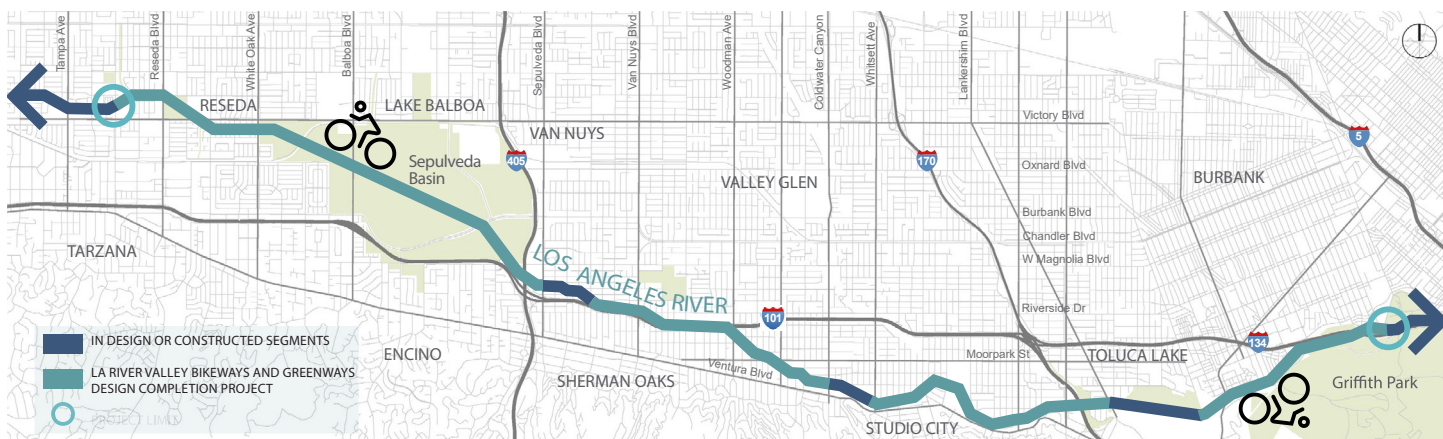 Tampa Ave
Reseda Blvd
White Oak Ave
Balboa Blvd
Sepulveda Blvd
Van Nuys Blvd
Woodman Ave
Coldwater Canyon
Whitsett Ave
Lankershim Blvd
RESEDA
LAKE BALBOA
VAN NUYS
Victory Blvd
5
Sepulveda
Basin
405
170
Oxnard Blvd
VALLEY GLEN
BURBANK
Burbank Blvd
Chandler Blvd
W Magnolia Blvd
TARZANA
LOS ANGELES RIVER
Riverside Dr
101
134
IN DESIGN OR CONSTRUCTED SEGMENTS
ENCINO
Moorpark St
TOLUCA LAKE
LA RIVER VALLEY BIKEWAYS AND GREENWAYS
DESIGN COMPLETION PROJECT
Ventura Blvd
SHERMAN OAKS
Griffith Park
PROJECT LIMIT
STUDIO CITY